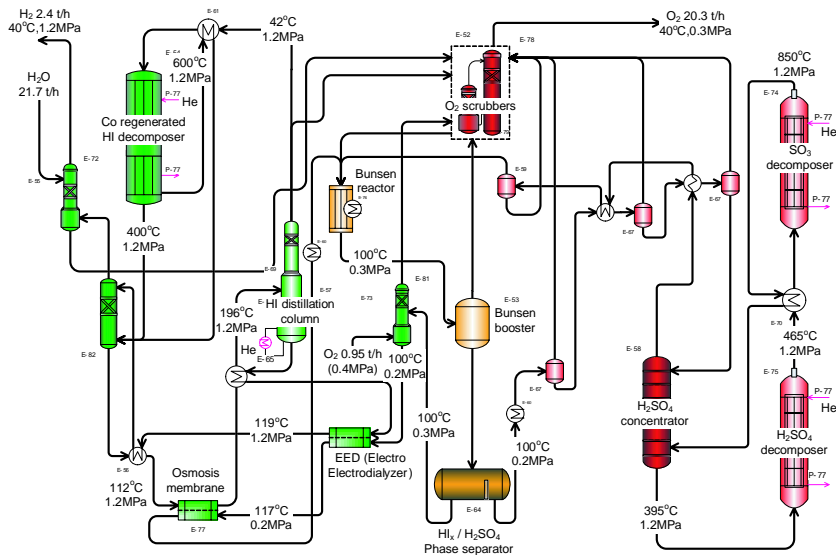 H2 2.4 t/h
40°C,1.2MPa
H2O
21.7 t/h
E-72
E-55
E-61
600°C
1.2MPa
P-77
He
Co regenerated
HI decomposer
P-77
400°C
1.2MPa
42°C
1.2MPa
E-82
E-69
196°C
1.2MPa
E-57
HI distillation
column
He
E-65
119°C
1.2MPa
112°C
1.2MPa
Osmosis
membrane
E-77
117°C
0.2MPa
E-52
E-78
O2 scrubbers
O2 20.3 t/h
40°C,0.3MPa
Bunsen
reactor
E-76
100°C
0.3MPa
E-81
E-73
O2 0.95 t/h
(0.4MPa)
100°C
0.2MPa
EED (Electro
Electrodialyzer)
100°C
0.3MPa
E-53
Bunsen
booster
E-64
HIx / H2SO4
Phase separator
100°C
0.2MPa
E-67
E-59
E-67
E-67
E-58
H2SO4
concentrator
395°C
1.2MPa
850°C
1.2MPa
E-74
P-77
He
SO3
decomposer
P-77
E-70
465°C
1.2MPa
E-75
P-77
He
H2SO4
decomposer
P-77